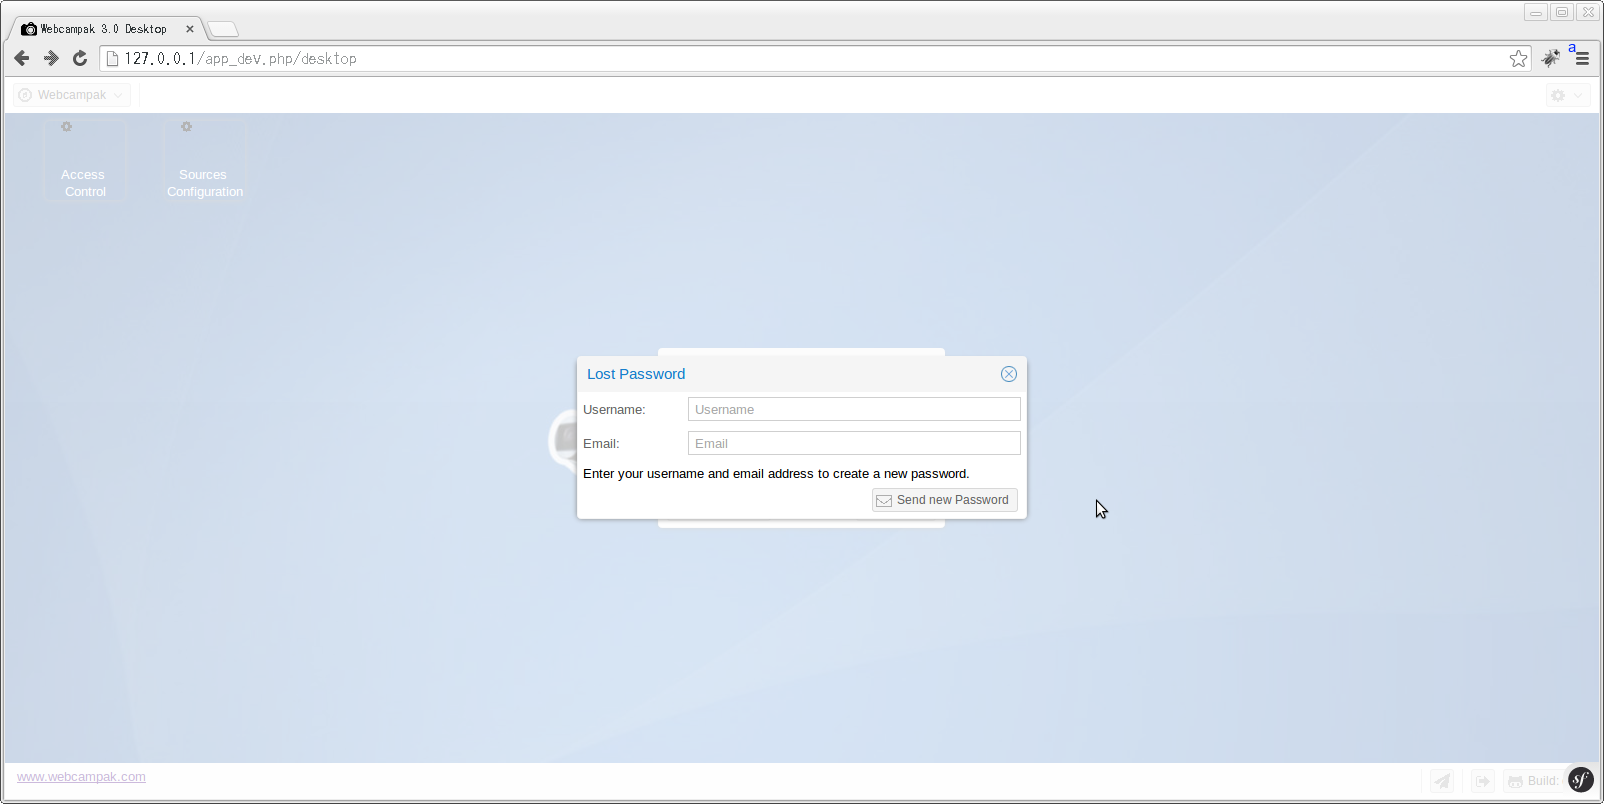 Webcampak 3.0 Desktop
127.0.0.1/app_dev.php/desktop
a
Webcampak
Access
Control
Sources
Configuration
Lost Password
Username:
Username
Email:
Email
Enter your username and email address to create a new password.
Send new Password
www.webcampak.com
Build:
sf